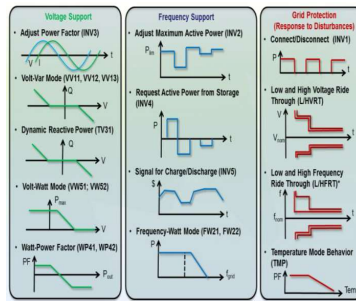 Voltage Support
• Adjust Power Factor (INV3)
V
I
t
• Volt-Var Mode (VV11, VV12, VV13)
Q
V
• Dynamic Reactive Power (TV31)
Q
V
• Volt-Watt Mode (VW51, VW52)
Pmax
V
• Watt-Power Factor (WP41, WP42)
PF
Pout
Frequency Support
• Adjust Maximum Active Power (INV2)
Plim
t
• Request Active Power from Storage
(INV4)
P
t
• Signal for Charge/Discharge (INV5)
$
t
• Frequency-Watt Mode (FW21, FW22)
P
fgrid
Grid Protection
(Response to Disturbances)
• Connect/Disconnect (INV1)
P
t
• Low and High Voltage Ride
Through (L/HVRT)
V
Vnom
t
• Low and High Frequency
Ride Through (L/HFRT)*
f
fnom
t
• Temperature Mode Behavior
(TMP)
PF
Tem